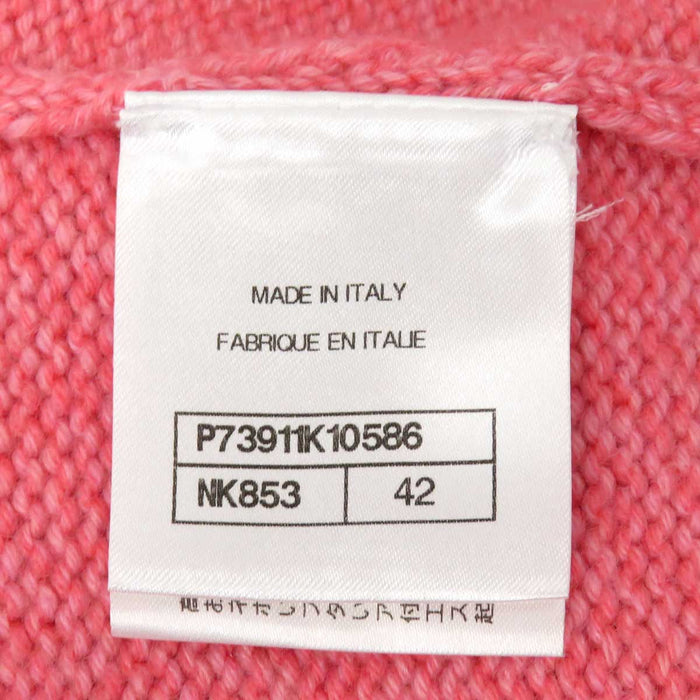 MADE IN ITALY
FABRIQUE EN ITALIE
P73911K10586
NK853 42